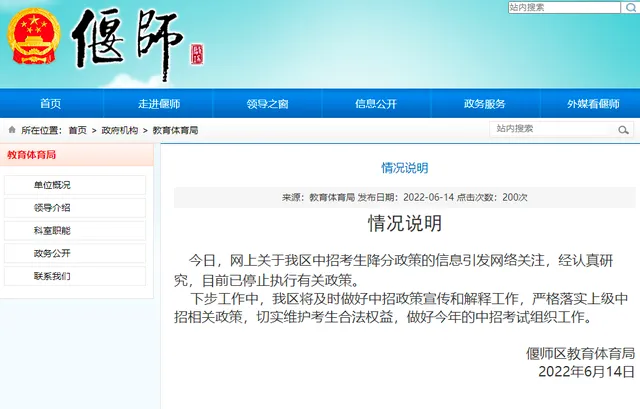 偃師
站内搜索
首页 走进偃师 领导之窗 信息公开 政务服务 外媒看偃师
所在位置：首页 > 政府机构 > 教育体育局
站内搜索
教育体育局
单位概况
领导介绍
科室职能
政务公开
联系我们
情况说明
来源：教育体育局 发布日期：2022-06-14 点击次数：200次
情况说明
今日，网上关于我区中招考生降分政策的信息引发网络关注，经认真研
究，目前已停止执行有关政策。
下步工作中，我区将及时做好中招政策宣传和解释工作，严格落实上级中
招相关政策，切实维护考生合法权益，做好今年的中招考试组织工作。
偃师区教育体育局
2022年6月14日